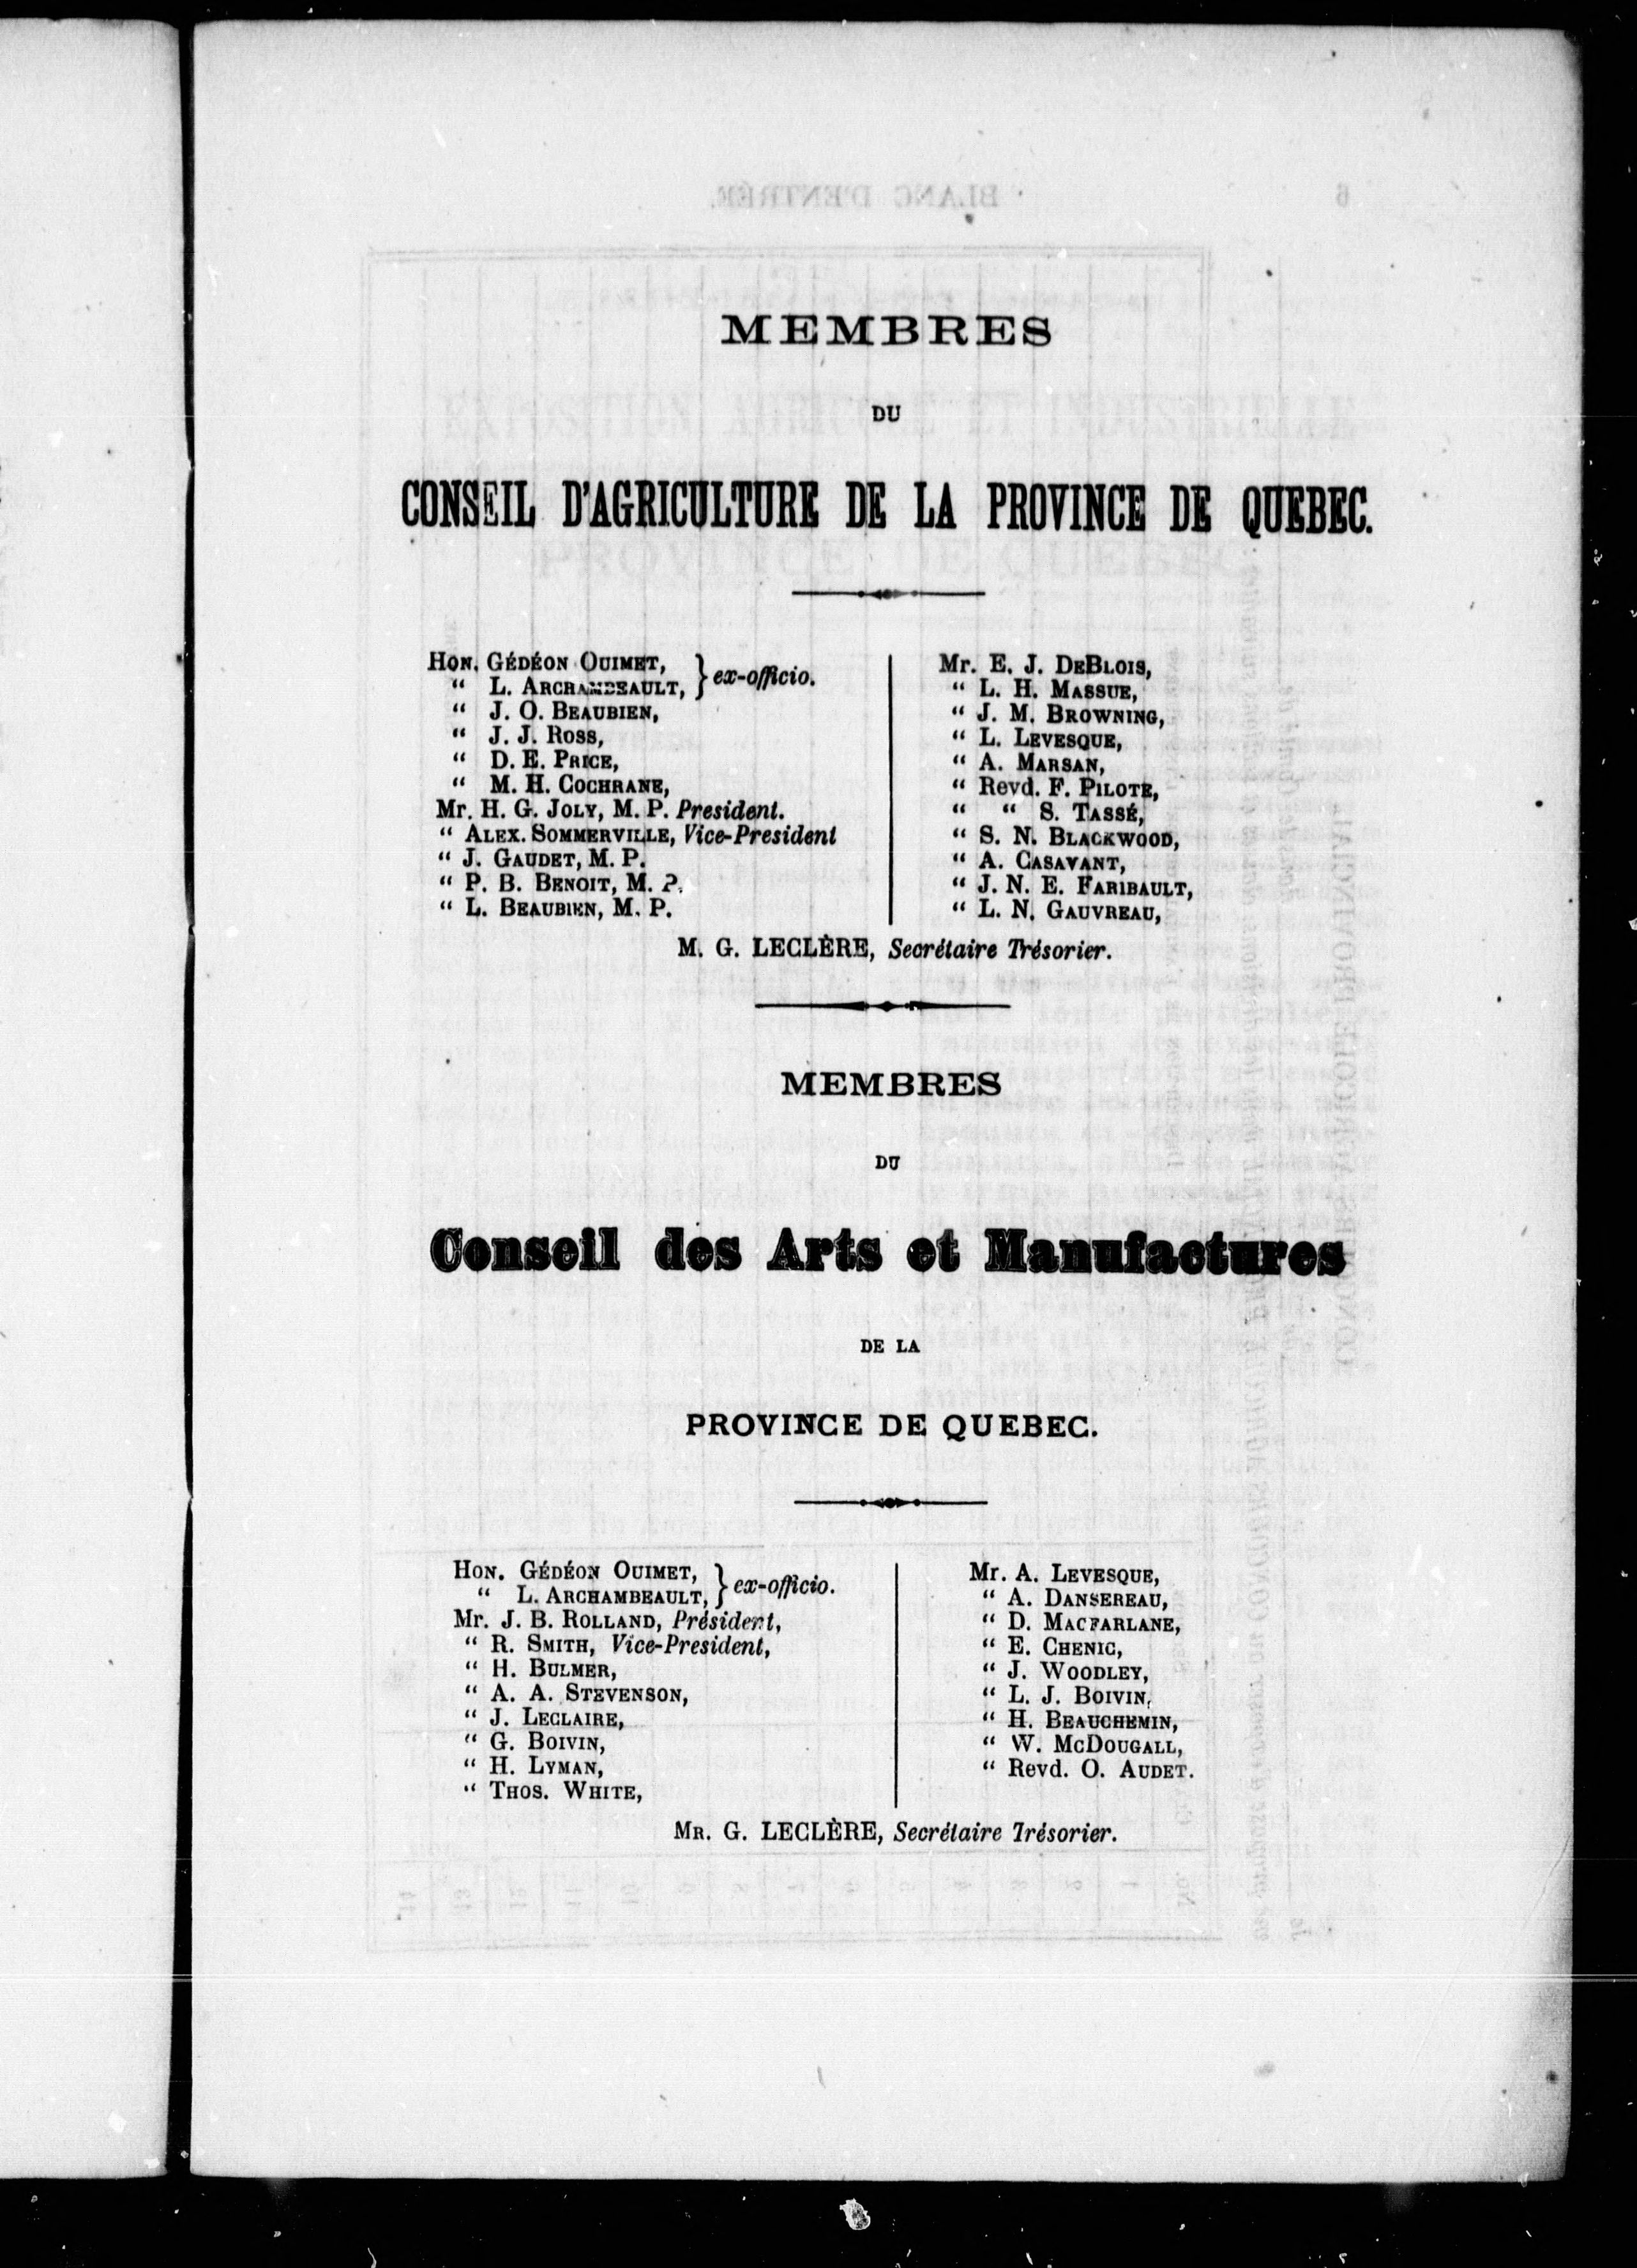 MEMBRES
DU
CONSEIL D'AGRICULTURE DE LA PROVINCE DE QUEBEC.
HON. GÉDÉON OUIMET, } ex-officio.
“ L. ARCHAMBEAULT,
“ J. O. BEAUBIEN,
“ J. J. ROSS,
“ D. E. PRICE,
“ M. H. COCHRANE,
Mr. H. G. JOLY, M. P. President.
“ ALEX. SOMMERVILLE, Vice-President
“ J. GAUDET, M. P.
“ P. B. BENOIT, M. P.
“ L. BEAUBIEN, M. P.
Mr. E. J. DEBLOIS,
“ L. H. MASSUE,
“ J. M. BROWNING,
“ L. LEVESQUE,
“ A. MARSAN,
“ Revd. F. PILOTE,
“ “ S. TASSÉ,
“ S. N. BLACKWOOD,
“ A. CASAVANT,
“ J. N. E. FARIBAULT,
“ L. N. GAUVREAU,
M. G. LECLÈRE, Secrétaire Trésorier.
MEMBRES
DU
Conseil des Arts et Manufactures
DE LA
PROVINCE DE QUEBEC.
HON. GÉDÉON OUIMET, } ex-officio.
“ L. ARCHAMBEAULT,
Mr. J. B. ROLLAND, Président,
“ R. SMITH, Vice-President,
“ H. BULMER,
“ A. A. STEVENSON,
“ J. LECLAIRE,
“ G. BOIVIN,
“ H. LYMAN,
“ THOS. WHITE,
Mr. A. LEVESQUE,
“ A. DANSEREAU,
“ D. MACFARLANE,
“ E. CHENIC,
“ J. WOODLEY,
“ L. J. BOIVIN,
“ H. BEAUCHEMIN,
“ W. MCDOUGALL,
“ Revd. O. AUDET.
MR. G. LECLÈRE, Secrétaire Trésorier.